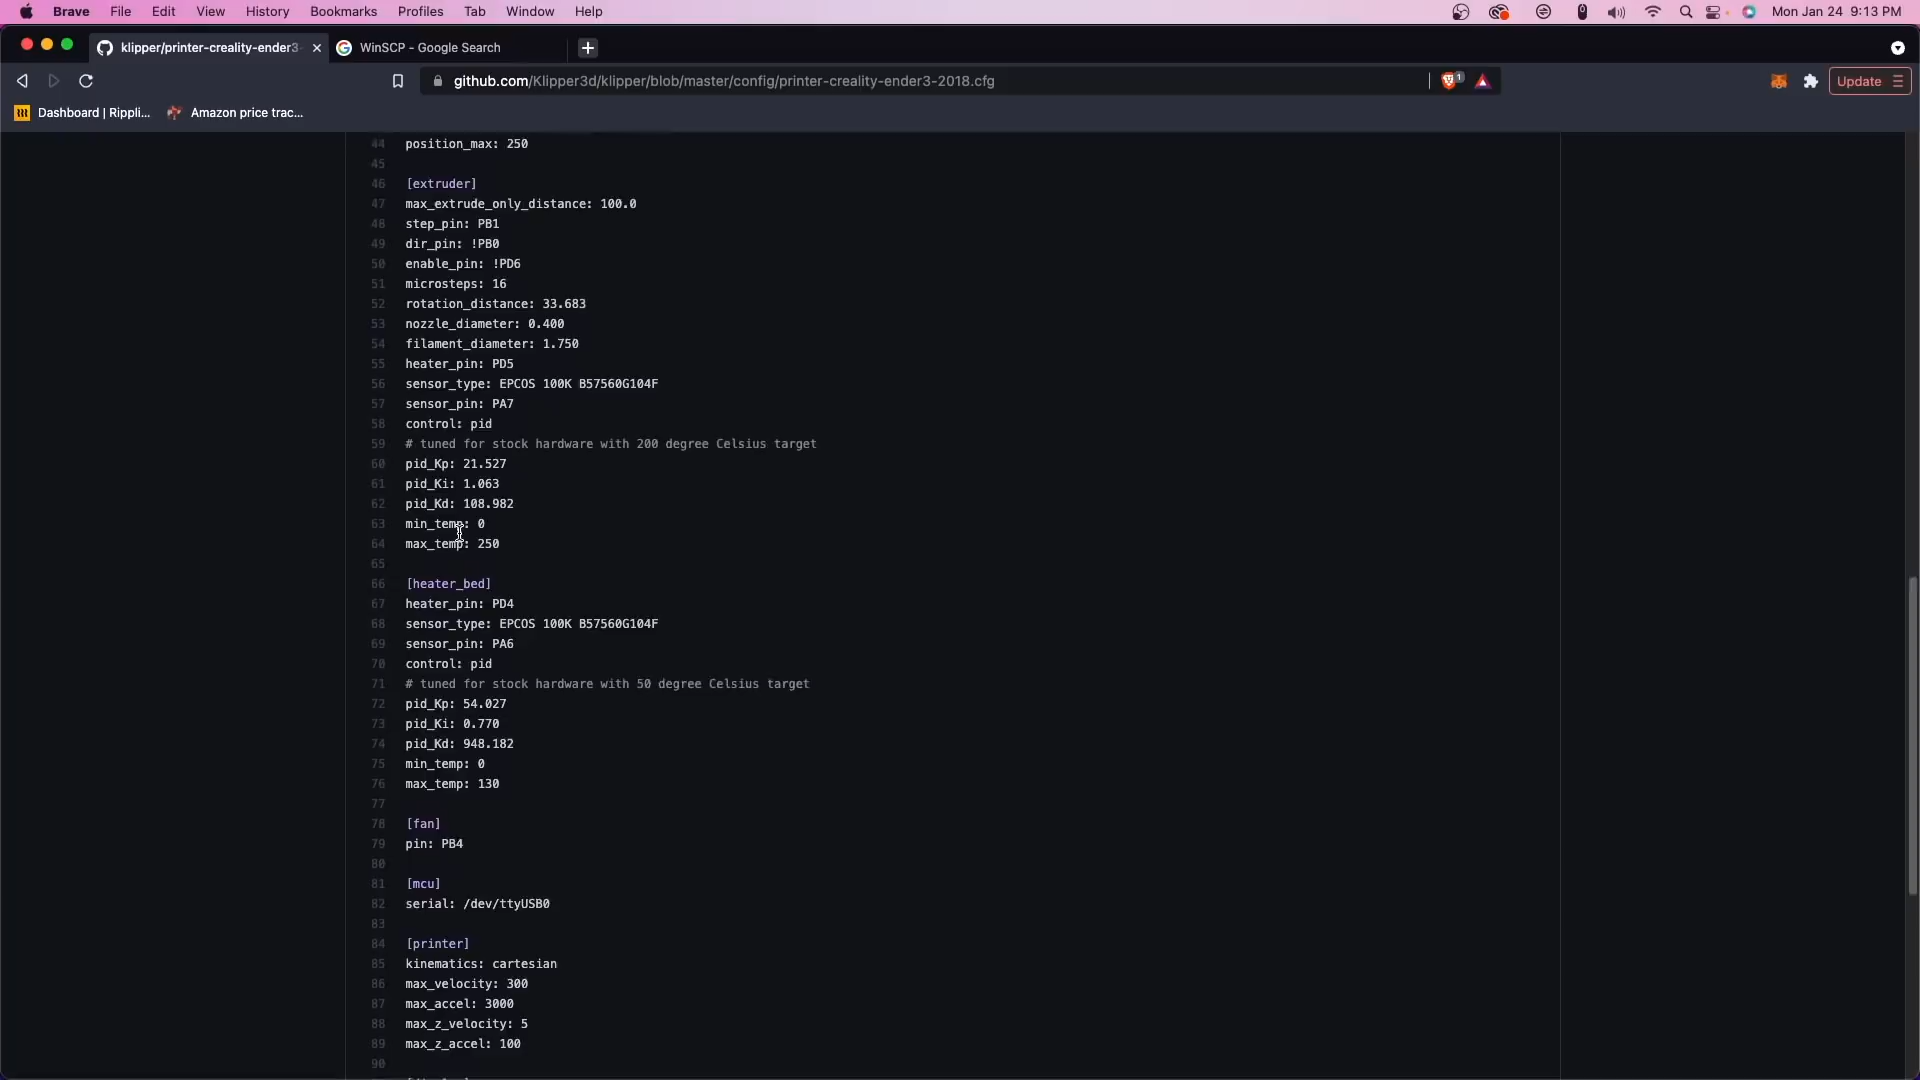 Brave File Edit View History Bookmarks Profiles Tab Window Help Mon Jan 24 9:13 PM
klipper/printer-creality-ender3- WinSCP - Google Search
github.com/Klipper3d/klipper/blob/master/config/printer-creality-ender3-2018.cfg 1 Update
Dashboard | Rippli... Amazon price trac...
44 position_max: 250
45
46 [extruder]
47 max_extrude_only_distance: 100.0
48 step_pin: PB1
49 dir_pin: !PB0
50 enable_pin: !PD6
51 microsteps: 16
52 rotation_distance: 33.683
53 nozzle_diameter: 0.400
54 filament_diameter: 1.750
55 heater_pin: PD5
56 sensor_type: EPCOS 100K B57560G104F
57 sensor_pin: PA7
58 control: pid
59 # tuned for stock hardware with 200 degree Celsius target
60 pid_Kp: 21.527
61 pid_Ki: 1.063
62 pid_Kd: 108.982
63 min_temp: 0
64 max_temp: 250
65
66 [heater_bed]
67 heater_pin: PD4
68 sensor_type: EPCOS 100K B57560G104F
69 sensor_pin: PA6
70 control: pid
71 # tuned for stock hardware with 50 degree Celsius target
72 pid_Kp: 54.027
73 pid_Ki: 0.770
74 pid_Kd: 948.182
75 min_temp: 0
76 max_temp: 130
77
78 [fan]
79 pin: PB4
80
81 [mcu]
82 serial: /dev/ttyUSB0
83
84 [printer]
85 kinematics: cartesian
86 max_velocity: 300
87 max_accel: 3000
88 max_z_velocity: 5
89 max_z_accel: 100
90